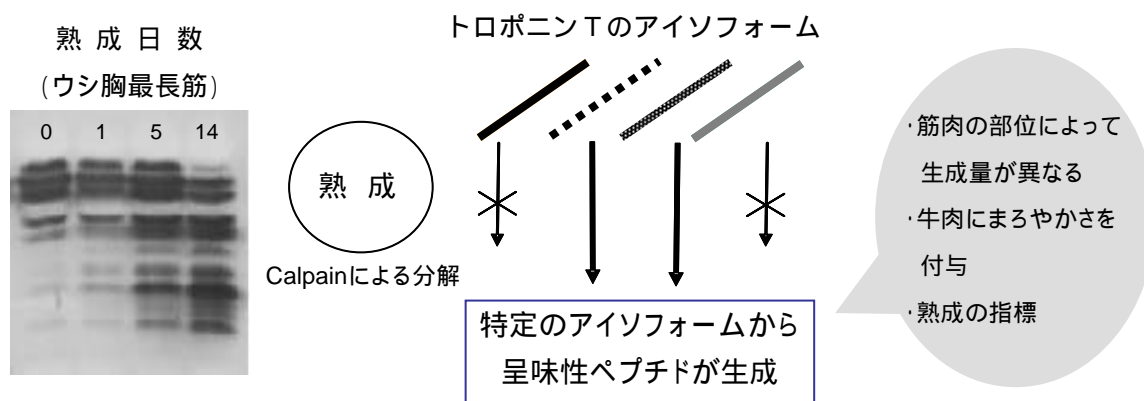 熟 成 日 数
(ウシ胸最長筋)
0 1 5 14
熟 成
Calpainによる分解
トロポニンTのアイソフォーム
特定のアイソフォームから
呈味性ペプチドが生成
・筋肉の部位によって
生成量が異なる
・牛肉にまろやかさを
付与
・熟成の指標